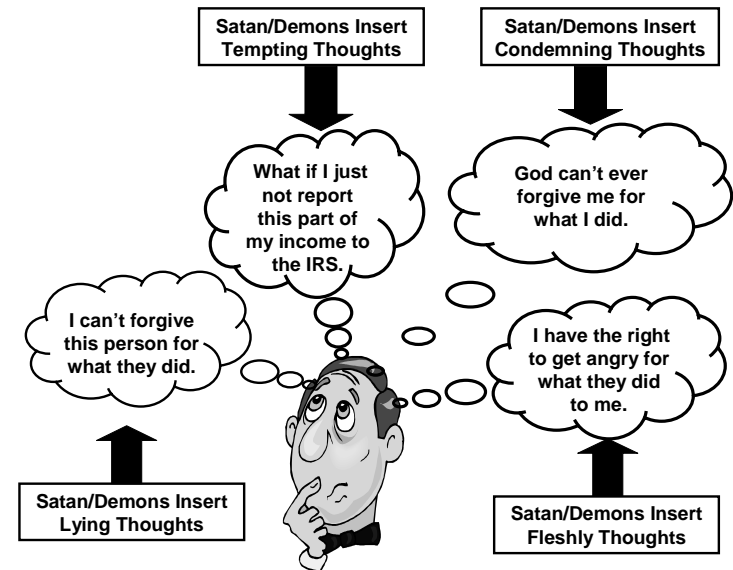 Satan/Demons Insert
Tempting Thoughts
Satan/Demons Insert
Condemning Thoughts
What if I just
not report
this part of
my income to
the IRS.
God can't ever
forgive me for
what I did.
I can't forgive
this person for
what they did.
I have the right
to get angry for
what they did
to me.
Satan/Demons Insert
Lying Thoughts
Satan/Demons Insert
Fleshly Thoughts